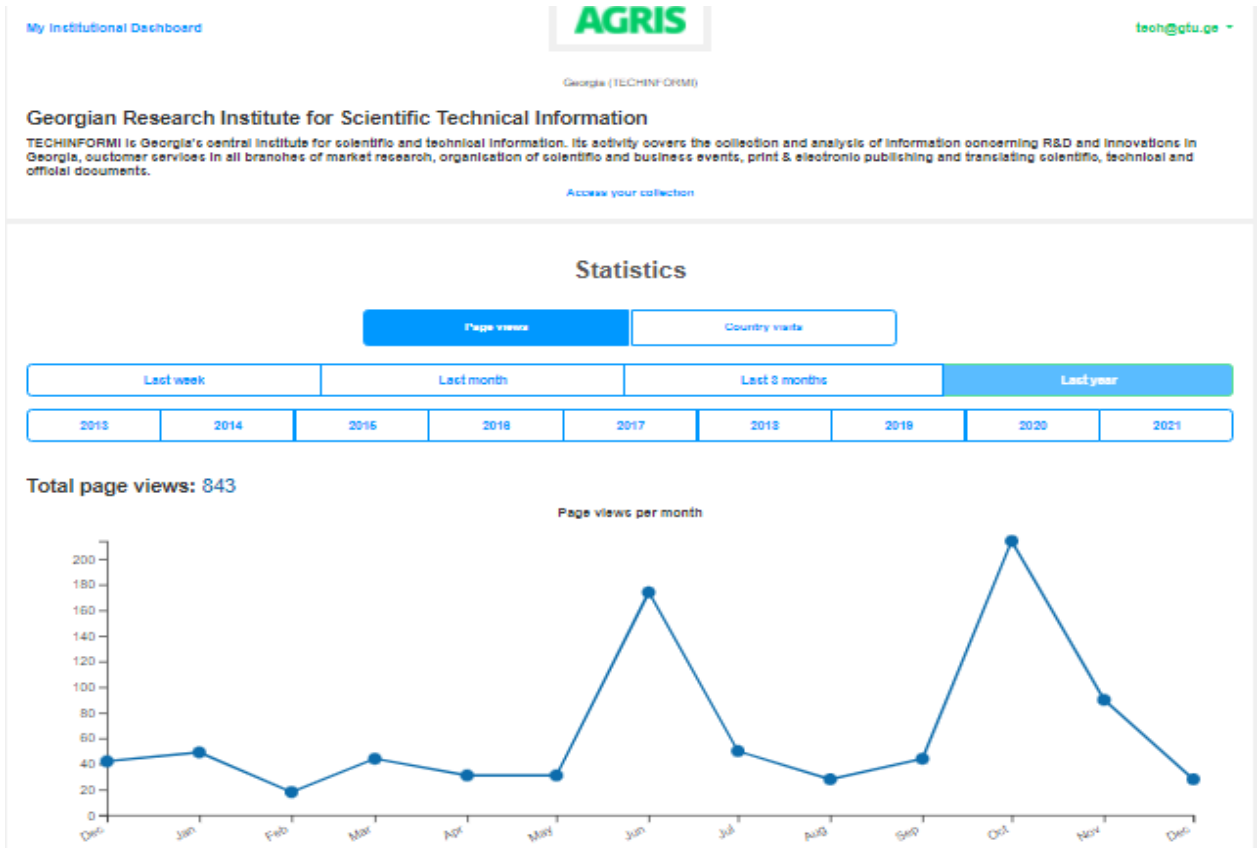 AGRIS
My Institutional Dashboard
tech@gtu.ge
Georgia (TECHINFORMI)
Georgian Research Institute for Scientific Technical Information
TECHINFORMI is Georgia's central institute for scientific and technical information. Its activity covers the collection and analysis of information concerning R&D and innovations in
Georgia, customer services in all branches of market research, organisation of scientific and business events, print & electronic publishing and translating scientific, technical and
official documents.
Access your collection
Statistics
Page views Country visits
Last week Last month Last 3 months Last year
2013 2014 2015 2016 2017 2018 2019 2020 2021
Total page views: 843
Page views per month
200
180
160
140
120
100
80
60
40
20
0
Dec Jan Feb Mar Apr May Jun Jul Aug Sep Oct Nov Dec